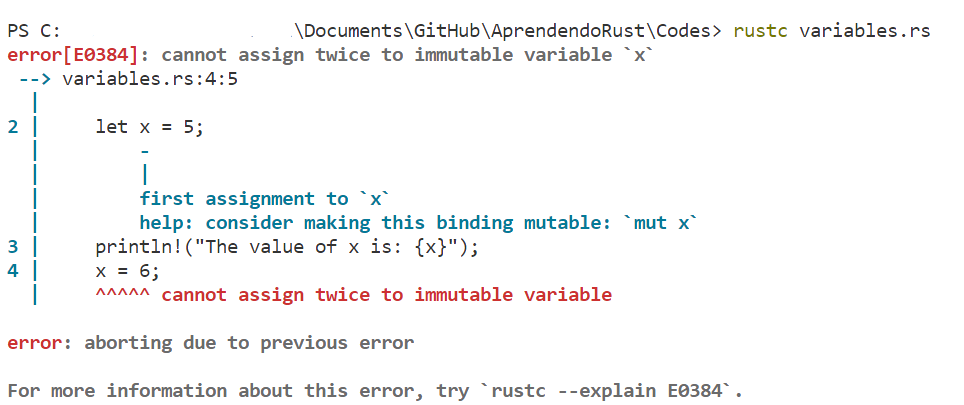 PS C: \Documents\GitHub\AprendendoRust\Codes> rustc variables.rs
error[E0384]: cannot assign twice to immutable variable `x`
 --> variables.rs:4:5
  |
2 |     let x = 5;
  |         -
  |         |
  |         first assignment to `x`
  |         help: consider making this binding mutable: `mut x`
3 |     println!("The value of x is: {x}");
4 |     x = 6;
  |     ^^^^^ cannot assign twice to immutable variable

error: aborting due to previous error

For more information about this error, try `rustc --explain E0384`.